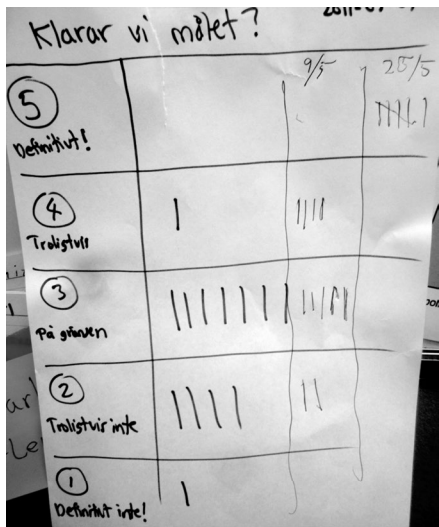 Klarar vi målet?
9/5
25/5
5
Definitivt!
4
Troligtvis
3
På gränsen
2
Troligtvis inte
1
Definitivt inte!